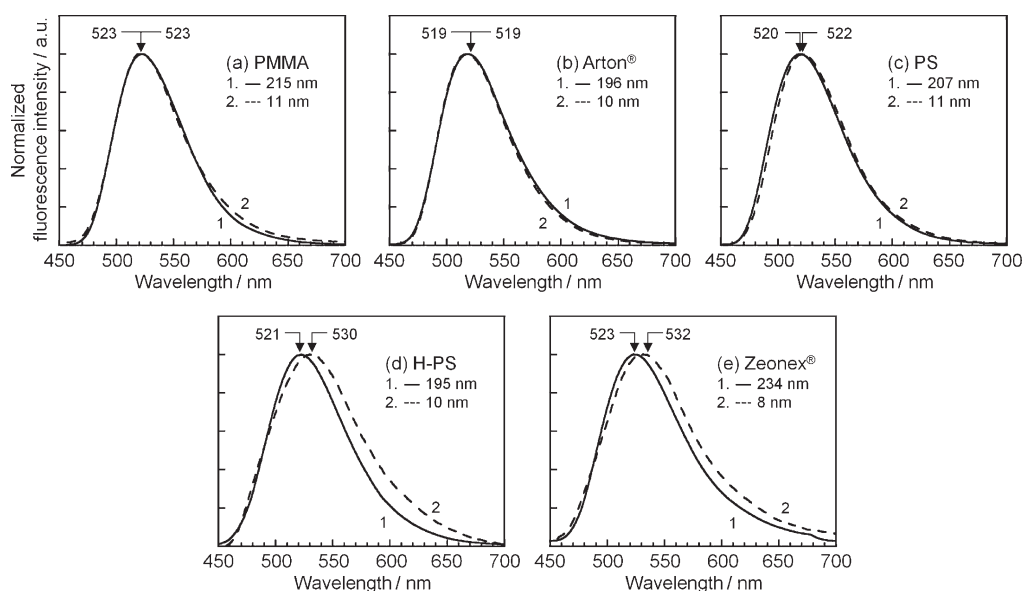 Normalized
fluorescence intensity / a.u.
523 523
(a) PMMA
1. — 215 nm
2. --- 11 nm
2
1
450 500 550 600 650 700
Wavelength / nm
519 519
(b) Arton®
1. — 196 nm
2. --- 10 nm
1
2
450 500 550 600 650 700
Wavelength / nm
520 522
(c) PS
1. — 207 nm
2. --- 11 nm
2
1
450 500 550 600 650 700
Wavelength / nm
521 530
(d) H-PS
1. — 195 nm
2. --- 10 nm
2
1
450 500 550 600 650 700
Wavelength / nm
523 532
(e) Zeonex®
1. — 234 nm
2. --- 8 nm
2
1
450 500 550 600 650 700
Wavelength / nm